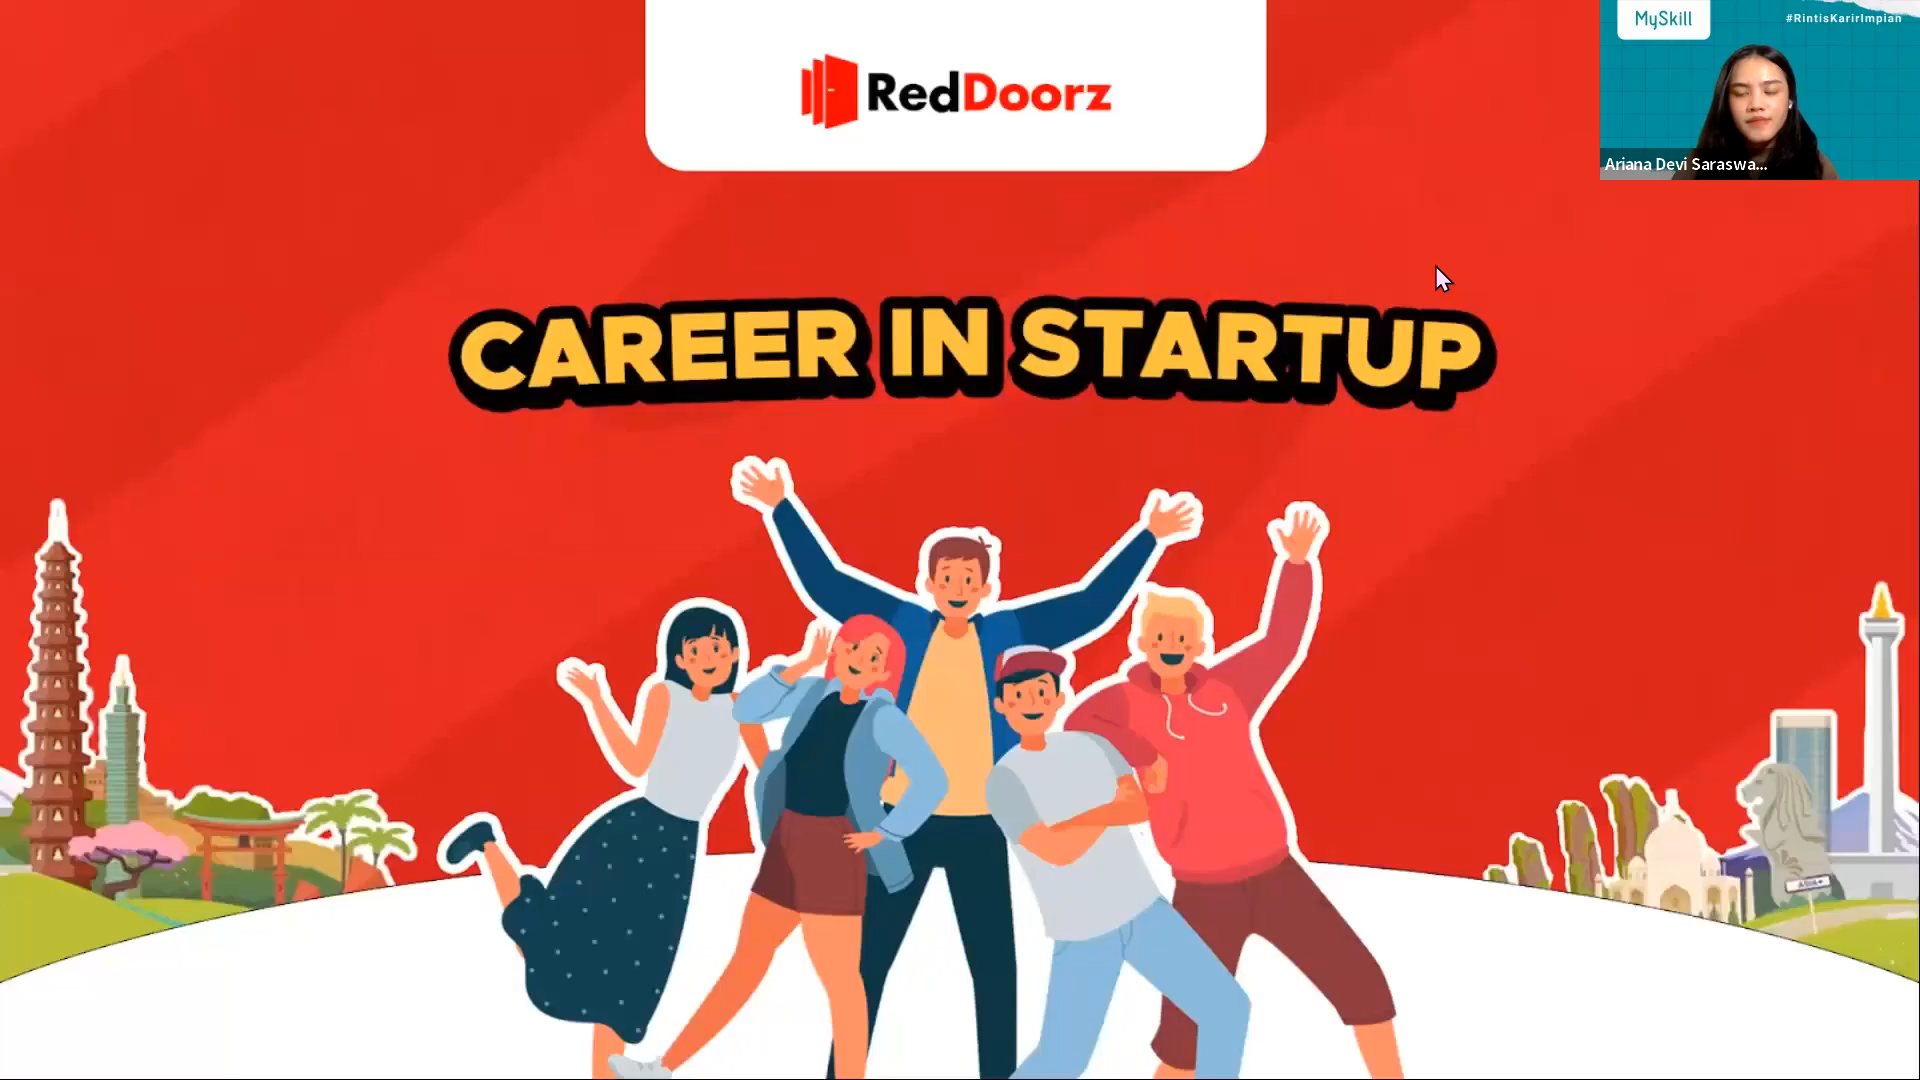 RedDoorz
MySkill
#RintisKarirImpian
Ariana Devi Saraswa...
CAREER IN STARTUP